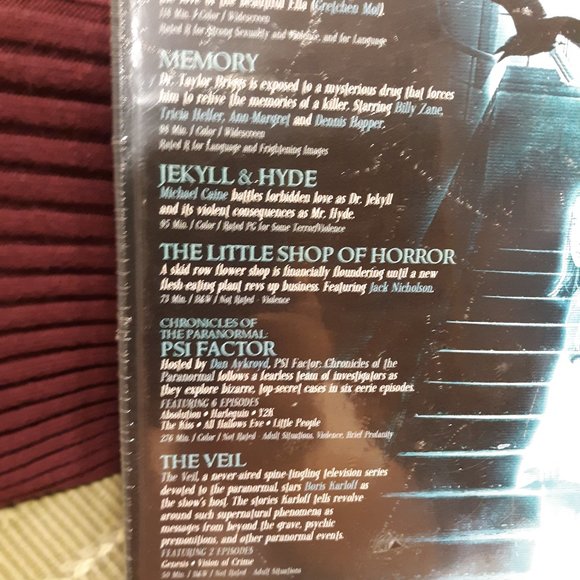 the love of the beautiful Ella (Gretchen Mol).
118 Min. / Color / Widescreen
Rated R for Strong Sexuality and Violence, and for Language
MEMORY
Dr. Taylor Briggs is exposed to a mysterious drug that forces
him to relive the memories of a killer. Starring Billy Zane,
Tricia Helfer, Ann-Margret and Dennis Hopper.
98 Min. / Color / Widescreen
Rated R for Language and Frightening Images
JEKYLL & HYDE
Michael Caine battles forbidden love as Dr. Jekyll
and its violent consequences as Mr. Hyde.
95 Min. / Color / Rated PG for Some Terror/Violence
THE LITTLE SHOP OF HORROR
A skid row flower shop is financially floundering until a new
flesh-eating plant revs up business. Featuring Jack Nicholson.
73 Min. / B&W / Not Rated - Violence
CHRONICLES OF
THE PARANORMAL:
PSI FACTOR
Hosted by Dan Aykroyd, PSI Factor: Chronicles of the
Paranormal follows a fearless team of investigators as
they explore bizarre, top-secret cases in six eerie episodes.
FEATURING 6 EPISODES
Absolution • Harlequin • Y2K
The Kiss • All Hallows Eve • Little People
276 Min. / Color / Not Rated - Adult Situations, Violence, Brief Profanity
THE VEIL
The Veil, a never aired spine-tingling television series
devoted to the paranormal, stars Boris Karloff as
the show's host. The stories Karloff tells revolve
around such supernatural phenomena as
messages from beyond the grave, psychic
premonitions, and other paranormal events.
FEATURING 2 EPISODES
Genesis • Vision of Crime
50 Min. / B&W / Not Rated - Adult Situations